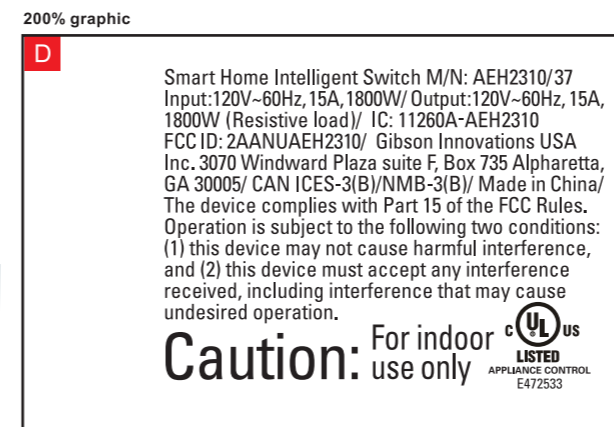 200% graphic
D
Smart Home Intelligent Switch M/N: AEH2310/37
Input:120V~60Hz, 15A, 1800W/ Output:120V~60Hz, 15A,
1800W (Resistive load)/ IC: 11260A-AEH2310
FCC ID: 2AANUAEH2310/ Gibson Innovations USA
Inc. 3070 Windward Plaza suite F, Box 735 Alpharetta,
GA 30005/ CAN ICES-3(B)/NMB-3(B)/ Made in China/
The device complies with Part 15 of the FCC Rules.
Operation is subject to the following two conditions:
(1) this device may not cause harmful interference,
and (2) this device must accept any interference
received, including interference that may cause
undesired operation.
Caution: For indoor
use only
C UL US
LISTED
APPLIANCE CONTROL
E472533